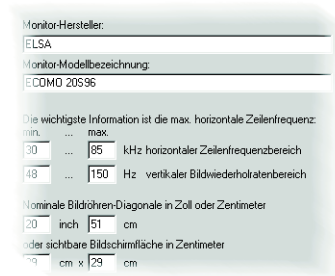 Monitor-Hersteller:
ELSA
Monitor-Modellbezeichnung:
ECOMO 20S96
Die wichtigste Information ist die max. horizontale Zeilenfrequenz:
min. ... max.
30 ... 85 kHz horizontaler Zeilenfrequenzbereich
48 ... 150 Hz vertikaler Bildwiederholratenbereich
Nominale Bildröhren-Diagonale in Zoll oder Zentimeter
20 inch 51 cm
oder sichtbare Bildschirmfläche in Zentimeter
cm x 29 cm